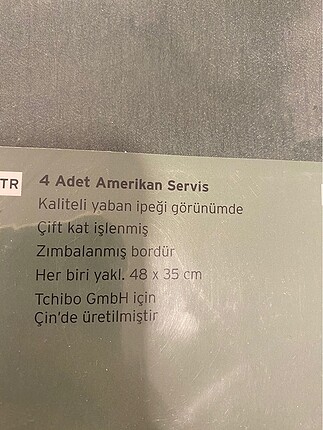 TR
4 Adet Amerikan Servis
Kaliteli yaban ipeği görünümde
Çift kat işlenmiş
Zımbalanmış bordür
Her biri yakl. 48 x 35 cm
Tchibo GmbH için
Çin'de üretilmiştir